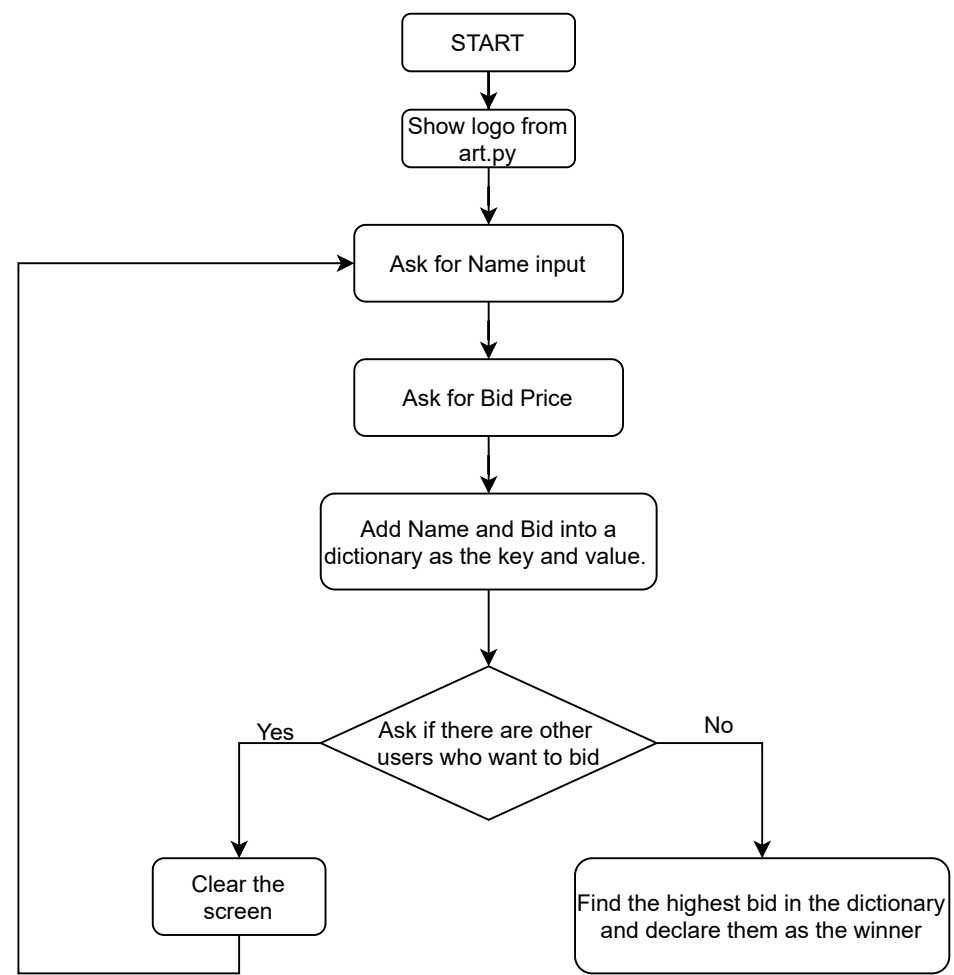 START
Show logo from
art.py
Ask for Name input
Ask for Bid Price
Add Name and Bid into a
dictionary as the key and value.
Ask if there are other
users who want to bid
Yes
No
Clear the
screen
Find the highest bid in the dictionary
and declare them as the winner